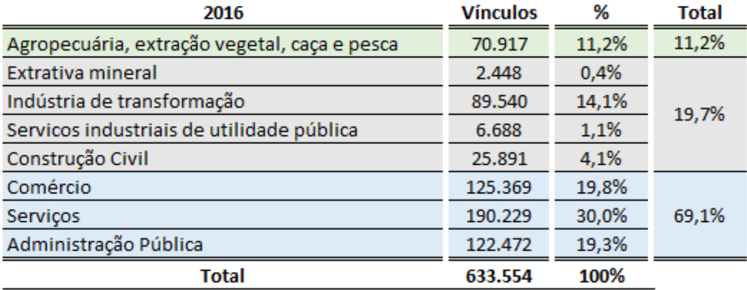 2016 Vínculos % Total
Agropecuária, extração vegetal, caça e pesca 70.917 11,2% 11,2%
Extrativa mineral 2.448 0,4%
Indústria de transformação 89.540 14,1%
19,7%
Servicos industriais de utilidade pública 6.688 1,1%
Construção Civil 25.891 4,1%
Comércio 125.369 19,8%
Serviços 190.229 30,0% 69,1%
Administração Pública 122.472 19,3%
Total 633.554 100%